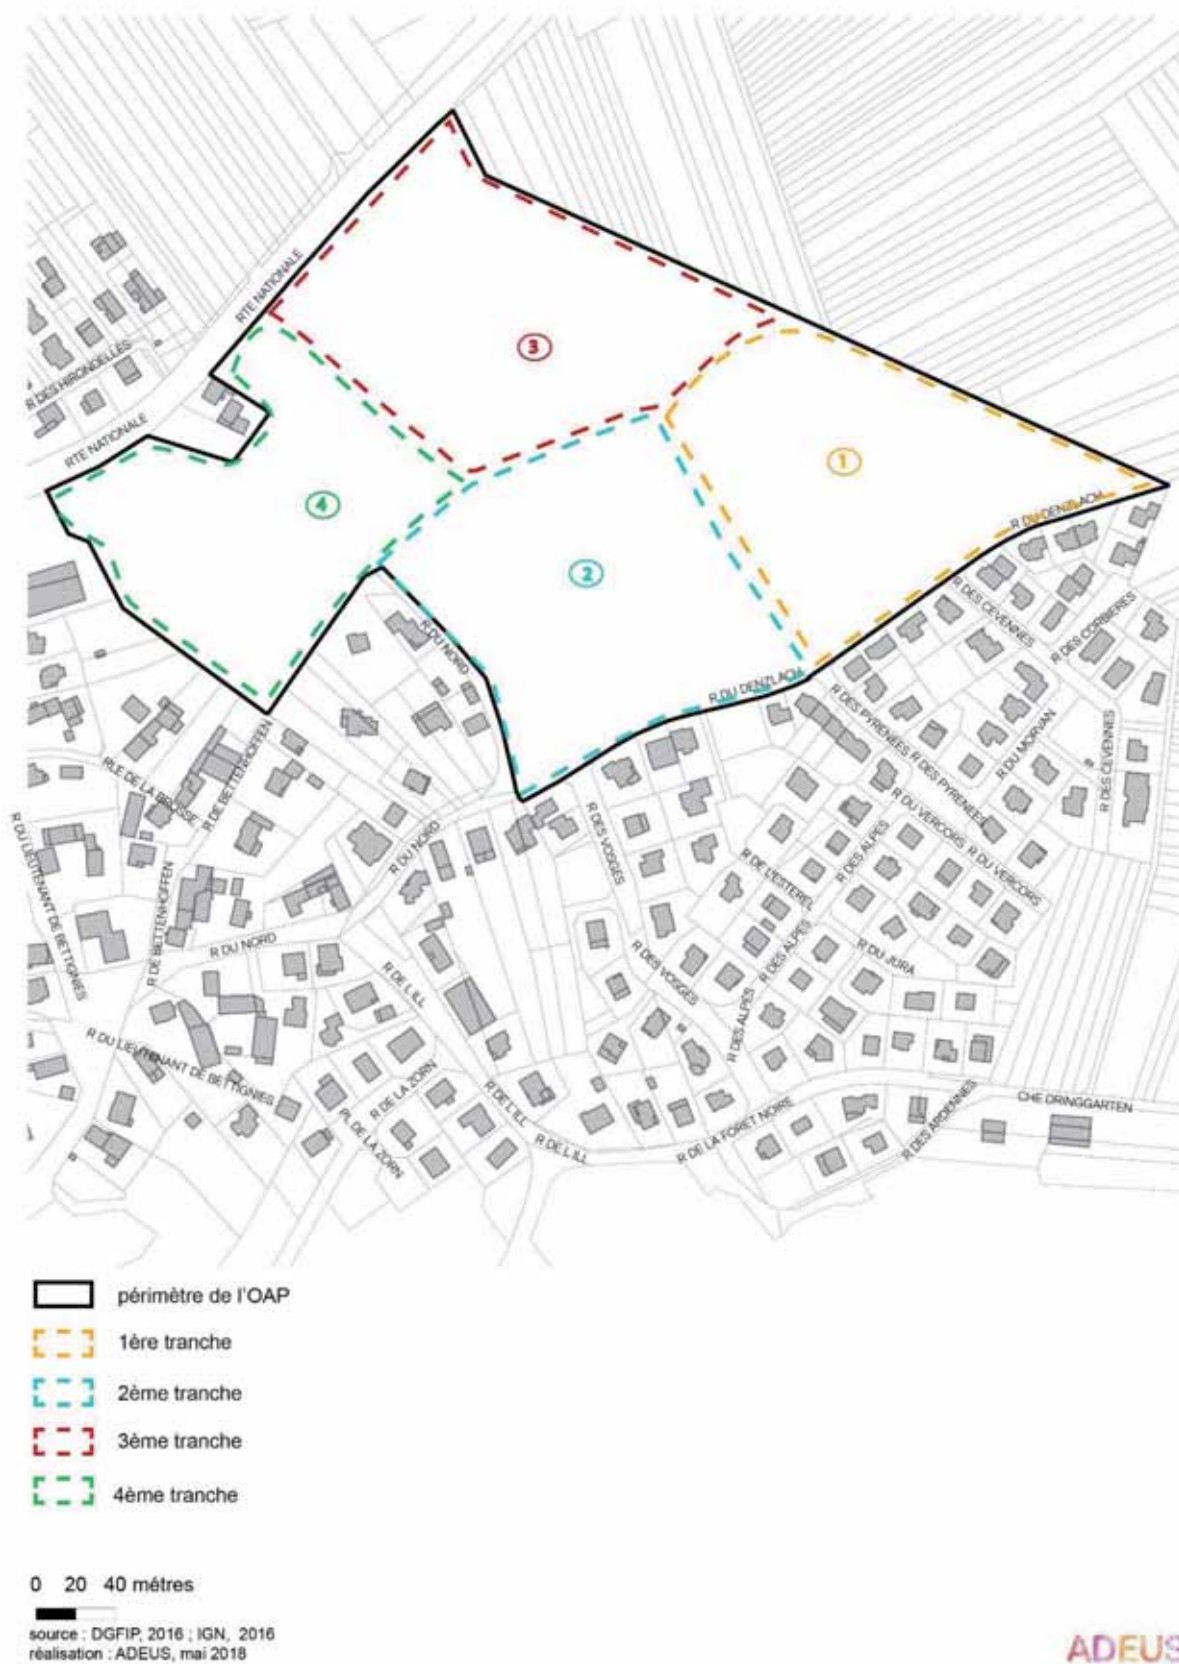 RTE NATIONALE
R DES HIRONDELLES
RTE NATIONALE
3
1
4
2
R DU DENZLACH
R DES CEVENNES
R DES CORBIERES
R DU NORD
R DU DENZLACH
R DES PYRENEES
R DES PYRENEES
R DU MORVAN
R DES CEVENNES
R DE BETTENHOFFEN
RLE DE LA BROSSE
R DU VERCORS
R DU VERCORS
R DU LIEUTENANT DE BETTIGNIES
R DU NORD
R DES VOSGES
R DE L'ESTEREL
R DES ALPES
R DE BETTENHOFFEN
R DU NORD
R DE L'ILL
R DES VOSGES
R DES ALPES
R DU JURA
R DES ALPES
R DU LIEUTENANT DE BETTIGNIES
R DE LA ZORN
PL DE LA ZORN
R DE L'ILL
R DE L'ILL
R DE LA FORET NOIRE
R DES ARDENNES
CHE DRINGGARTEN
périmètre de l'OAP
1ère tranche
2ème tranche
3ème tranche
4ème tranche
0 20 40 métres
source : DGFIP, 2016 ; IGN, 2016
réalisation : ADEUS, mai 2018
ADEUS